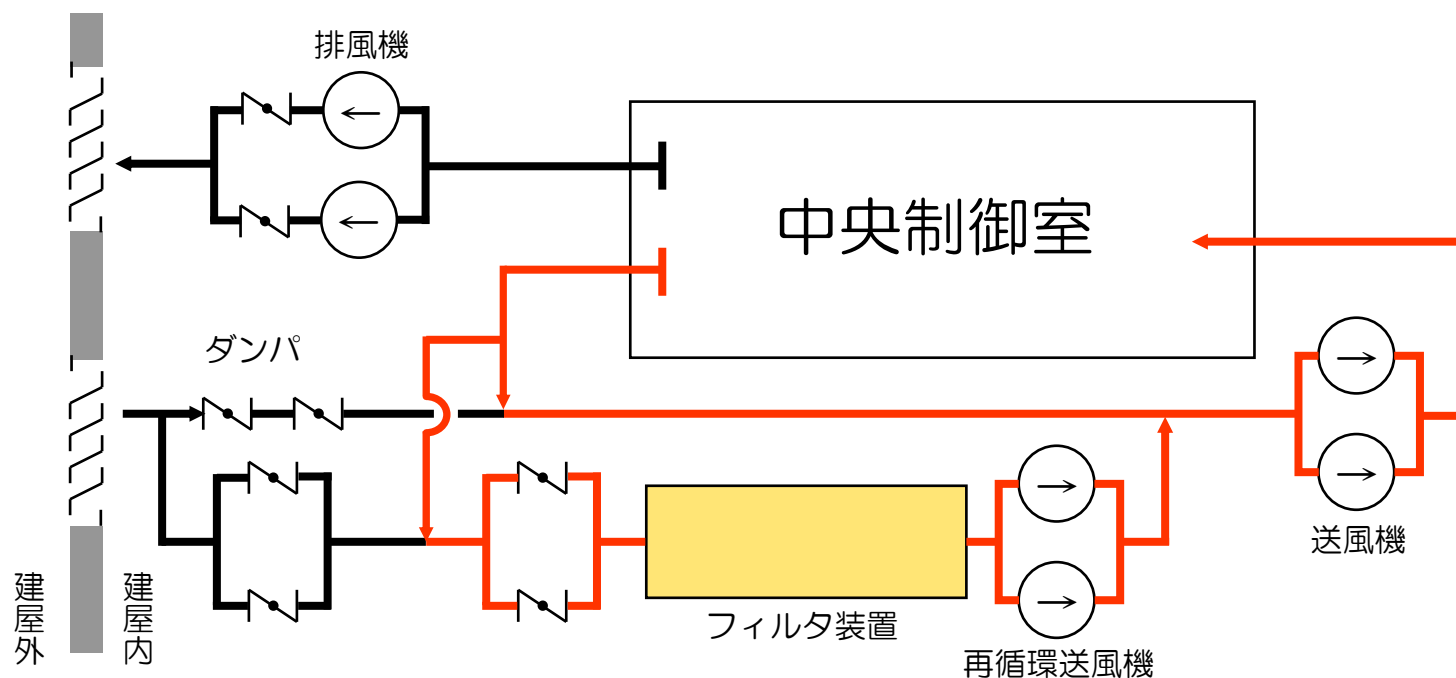 排風機
中央制御室
ダンパ
送風機
建屋外
建屋内
フィルタ装置
再循環送風機